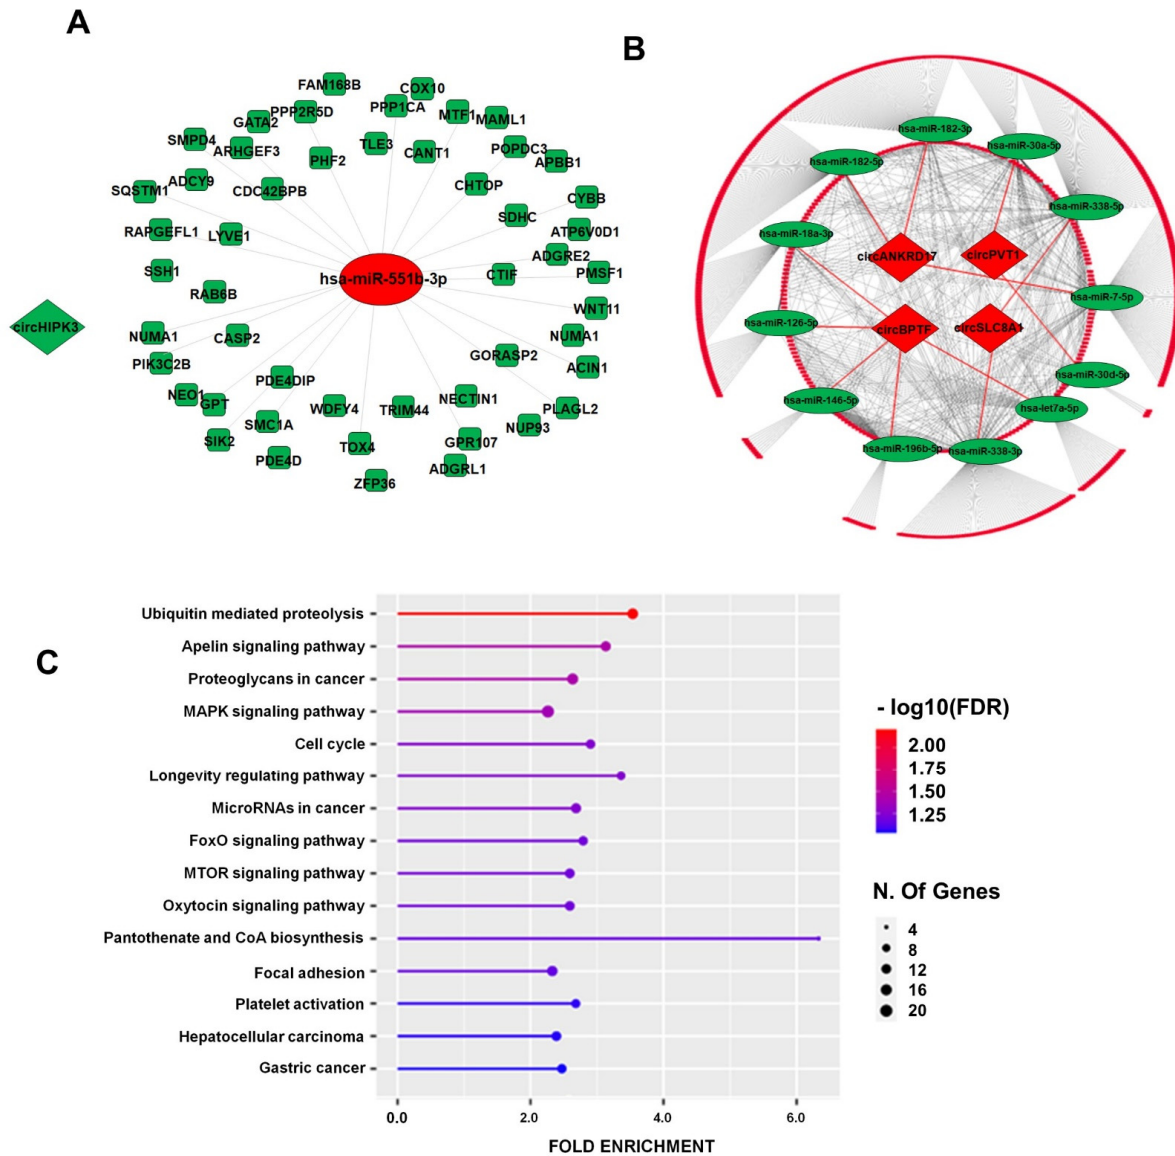 A
FAM168B
COX10
PPP2R5D
PPP1CA
MTF1
MAML1
GATA2
SMPD4
ARHGEF3
PHF2
TLE3
CANT1
POPDC3
APBB1
SQSTM1
ADCY9
CDC42BPB
CHTOP
CYBB
RAPGEFL1
LYVE1
SDHC
ATP6V0D1
ADGRE2
SSH1
hsa-miR-551b-3p
CTIF
PMSF1
RAB6B
WNT11
circHIPK3
NUMA1
CASP2
NUMA1
PIK3C2B
GORASP2
ACIN1
NEO1
GPT
PDE4DIP
WDFY4
TRIM44
NECTIN1
PLAGL2
SIK2
SMC1A
TOX4
GPR107
NUP93
PDE4D
ADGRL1
ZFP36
B
hsa-miR-182-3p
hsa-miR-30a-5p
hsa-miR-182-5p
hsa-miR-338-5p
hsa-miR-18a-3p
circANKRD17
circPVT1
hsa-miR-7-5p
hsa-miR-126-5p
circBPTF
circSLC8A1
hsa-miR-30d-5p
hsa-miR-146-5p
hsa-let7a-5p
hsa-miR-196b-5p
hsa-miR-338-3p
C
Ubiquitin mediated proteolysis
Apelin signaling pathway
Proteoglycans in cancer
MAPK signaling pathway
Cell cycle
Longevity regulating pathway
MicroRNAs in cancer
FoxO signaling pathway
MTOR signaling pathway
Oxytocin signaling pathway
Pantothenate and CoA biosynthesis
Focal adhesion
Platelet activation
Hepatocellular carcinoma
Gastric cancer
0.0 2.0 4.0 6.0
FOLD ENRICHMENT
- log10(FDR)
2.00
1.75
1.50
1.25
N. Of Genes
4
8
12
16
20